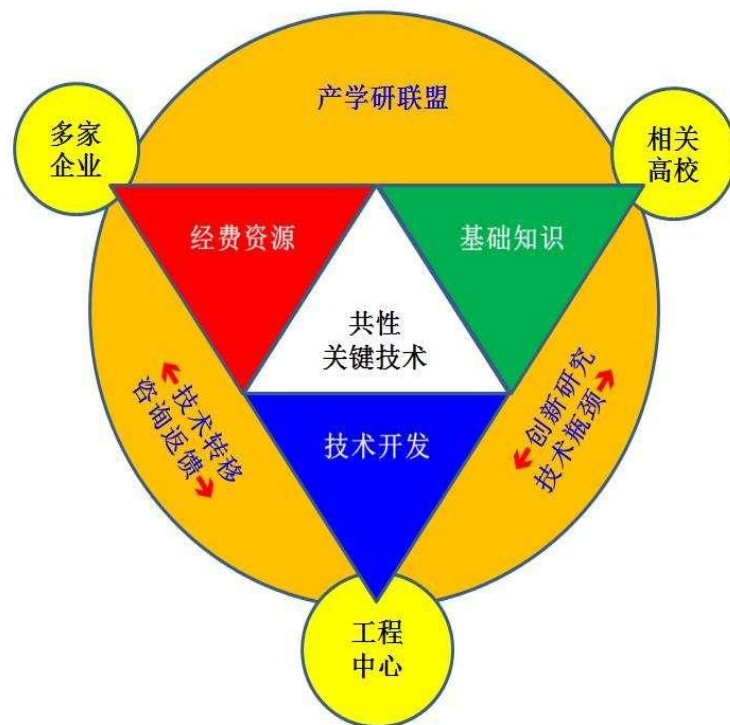 产学研联盟
多家
企业
相关
高校
经费资源
基础知识
共性
关键技术
技术转移
咨询返馈
创新研究
技术瓶颈
技术开发
工程
中心